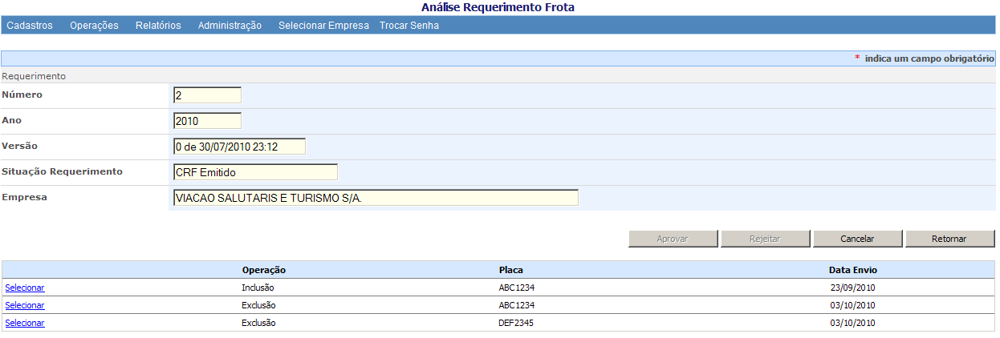 Análise Requerimento Frota
Cadastros Operações Relatórios Administração Selecionar Empresa Trocar Senha
* indica um campo obrigatório
Requerimento
Número 2
Ano 2010
Versão 0 de 30/07/2010 23:12
Situação Requerimento CRF Emitido
Empresa VIACAO SALUTARIS E TURISMO S/A.
Aprovar Rejeitar Cancelar Retornar
Operação Placa Data Envio
Selecionar Inclusão ABC1234 23/09/2010
Selecionar Exclusão ABC1234 03/10/2010
Selecionar Exclusão DEF2345 03/10/2010